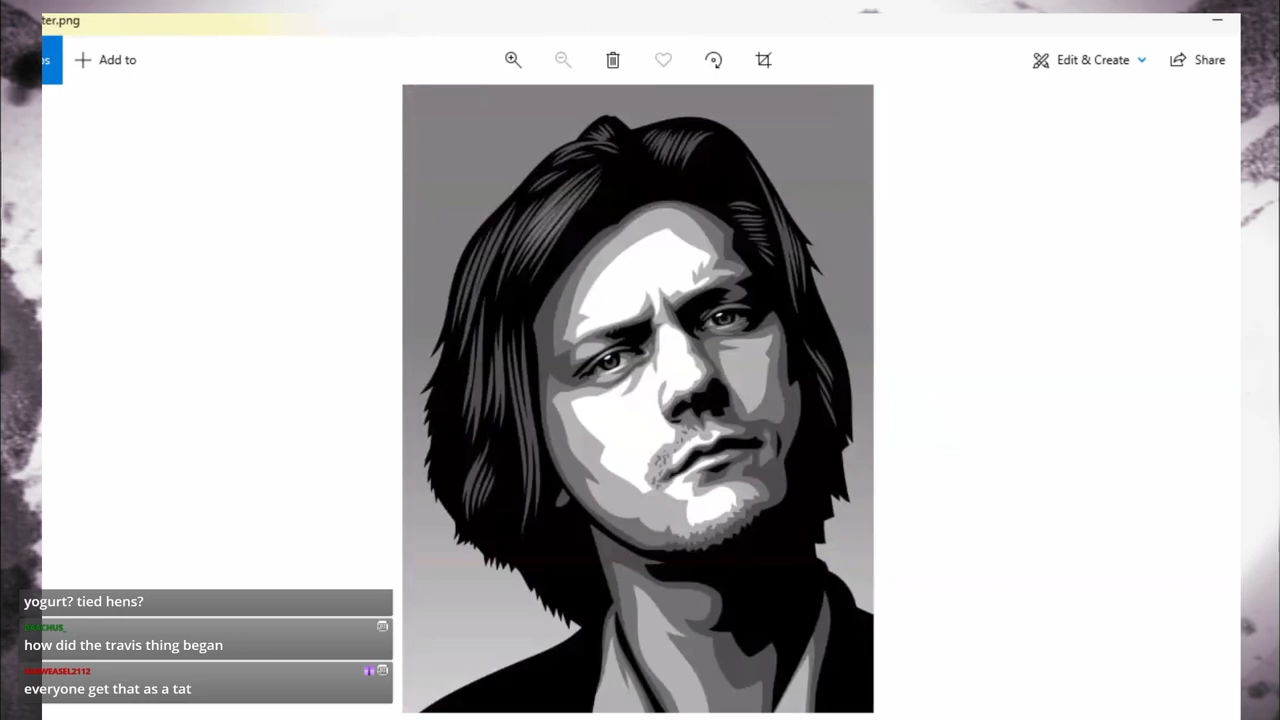 ter.png
Add to
Edit & Create
Share
yogurt? tied hens?
how did the travis thing began
everyone get that as a tat